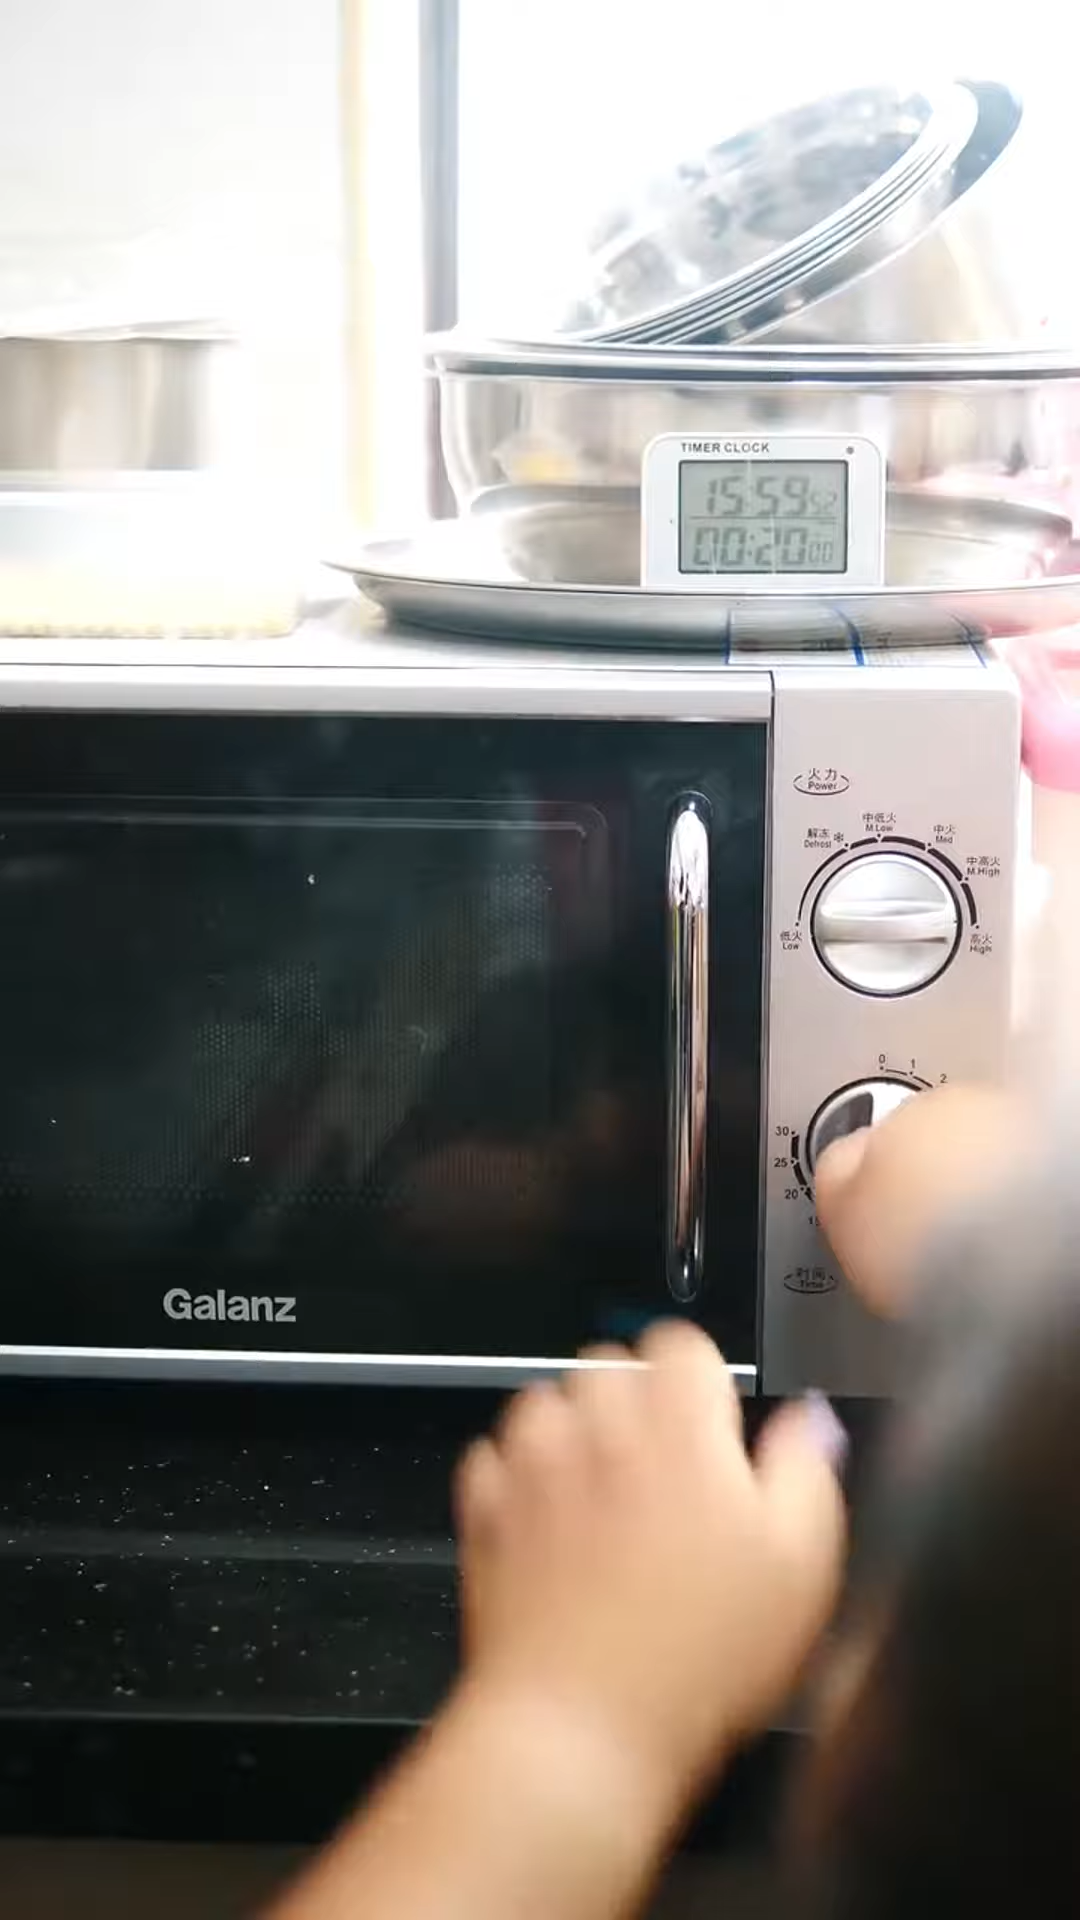 TIMER CLOCK
15:59 52
00:20 00
火力
Power
中低火
M.Low
解冻
Defrost
中火
Med
中高火
M.High
低火
Low
高火
High
0
1
2
30
25
20
15
时间
Time
Galanz